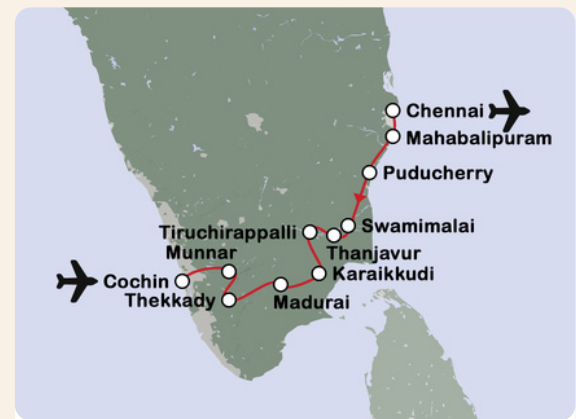 Chennai
Mahabalipuram
Puducherry
Swamimalai
Tiruchirappalli
Thanjavur
Munnar
Karaikkudi
Cochin
Thekkady
Madurai